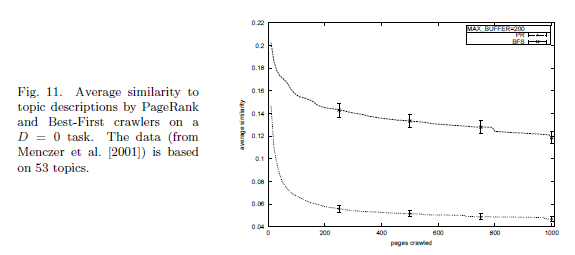 Fig. 11. Average similarity to
topic descriptions by PageRank
and Best-First crawlers on a
D = 0 task. The data (from
Menczer et al. [2001]) is based
on 53 topics.
MAX_BUFFER=200
PR
BFS
average similarity
0.22
0.2
0.18
0.16
0.14
0.12
0.1
0.08
0.06
0.04
0
200
400
600
800
1000
pages crawled